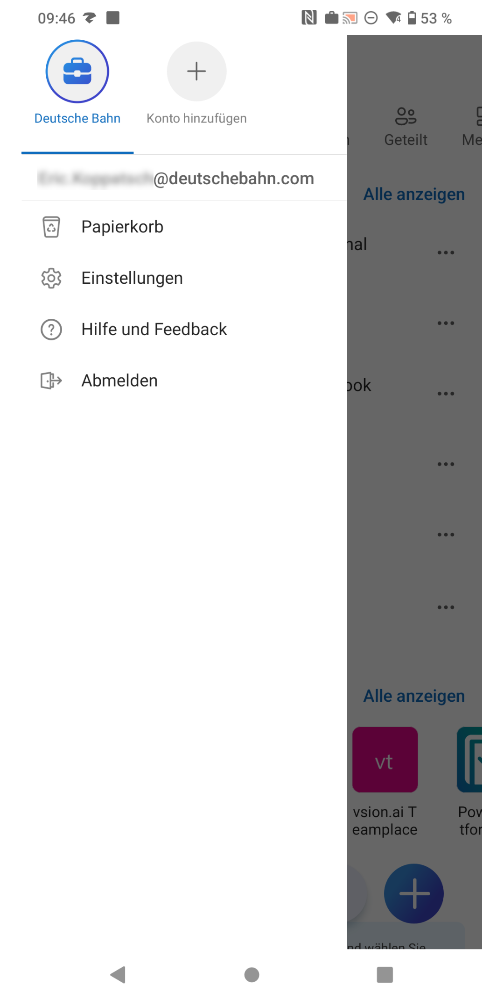 09:46
53 %
Deutsche Bahn
Konto hinzufügen
@deutschebahn.com
Papierkorb
Einstellungen
Hilfe und Feedback
Abmelden
Geteilt
Me
Alle anzeigen
nal
ook
Alle anzeigen
vt
vsion.ai T
eamplace
Pow
tfor
nd wählen Sie